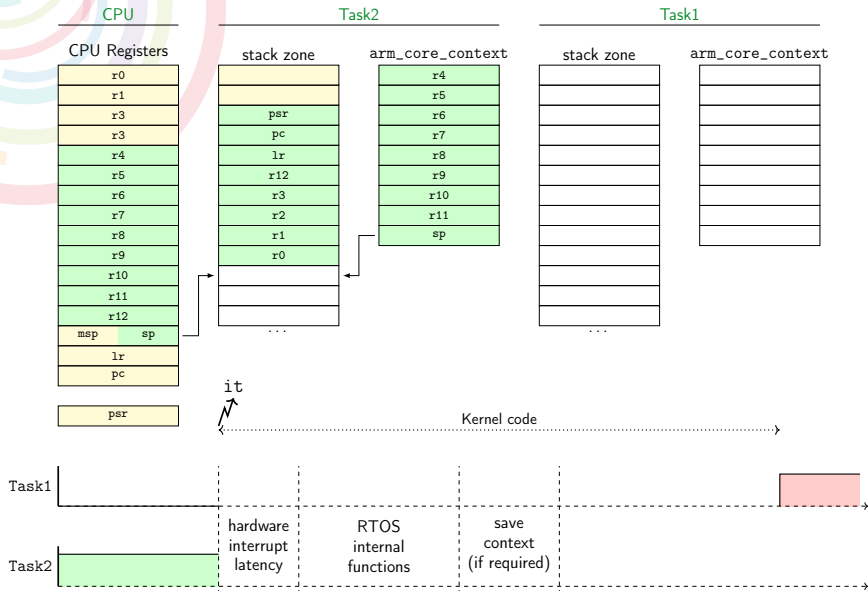 CPU
Task2
Task1
CPU Registers
stack zone
arm_core_context
stack zone
arm_core_context
r0
r1
r3
r3
r4
r5
r6
r7
r8
r9
r10
r11
r12
msp sp
lr
pc
psr
psr
pc
lr
r12
r3
r2
r1
r0
...
r4
r5
r6
r7
r8
r9
r10
r11
sp
...
it
Kernel code
Task1
Task2
hardware
interrupt
latency
RTOS
internal
functions
save
context
(if required)